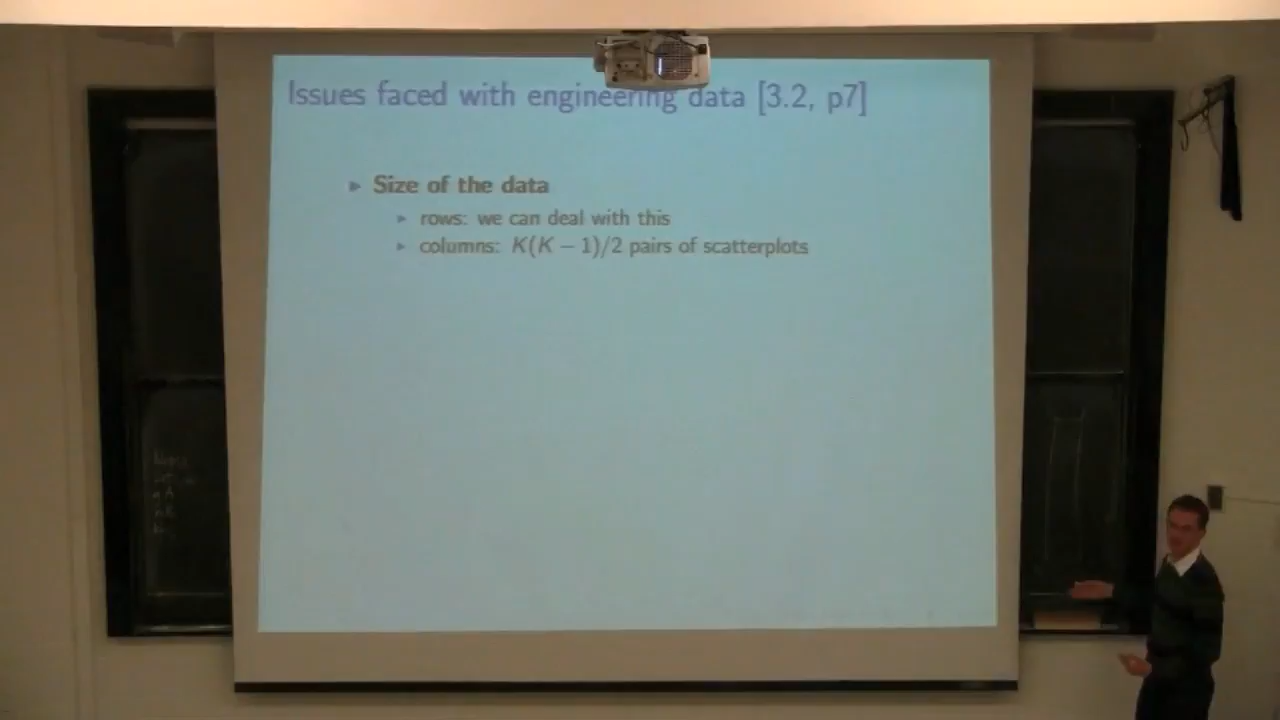 Issues faced with engineering data [3.2, p7]
Size of the data
rows: we can deal with this
columns: K(K − 1)/2 pairs of scatterplots